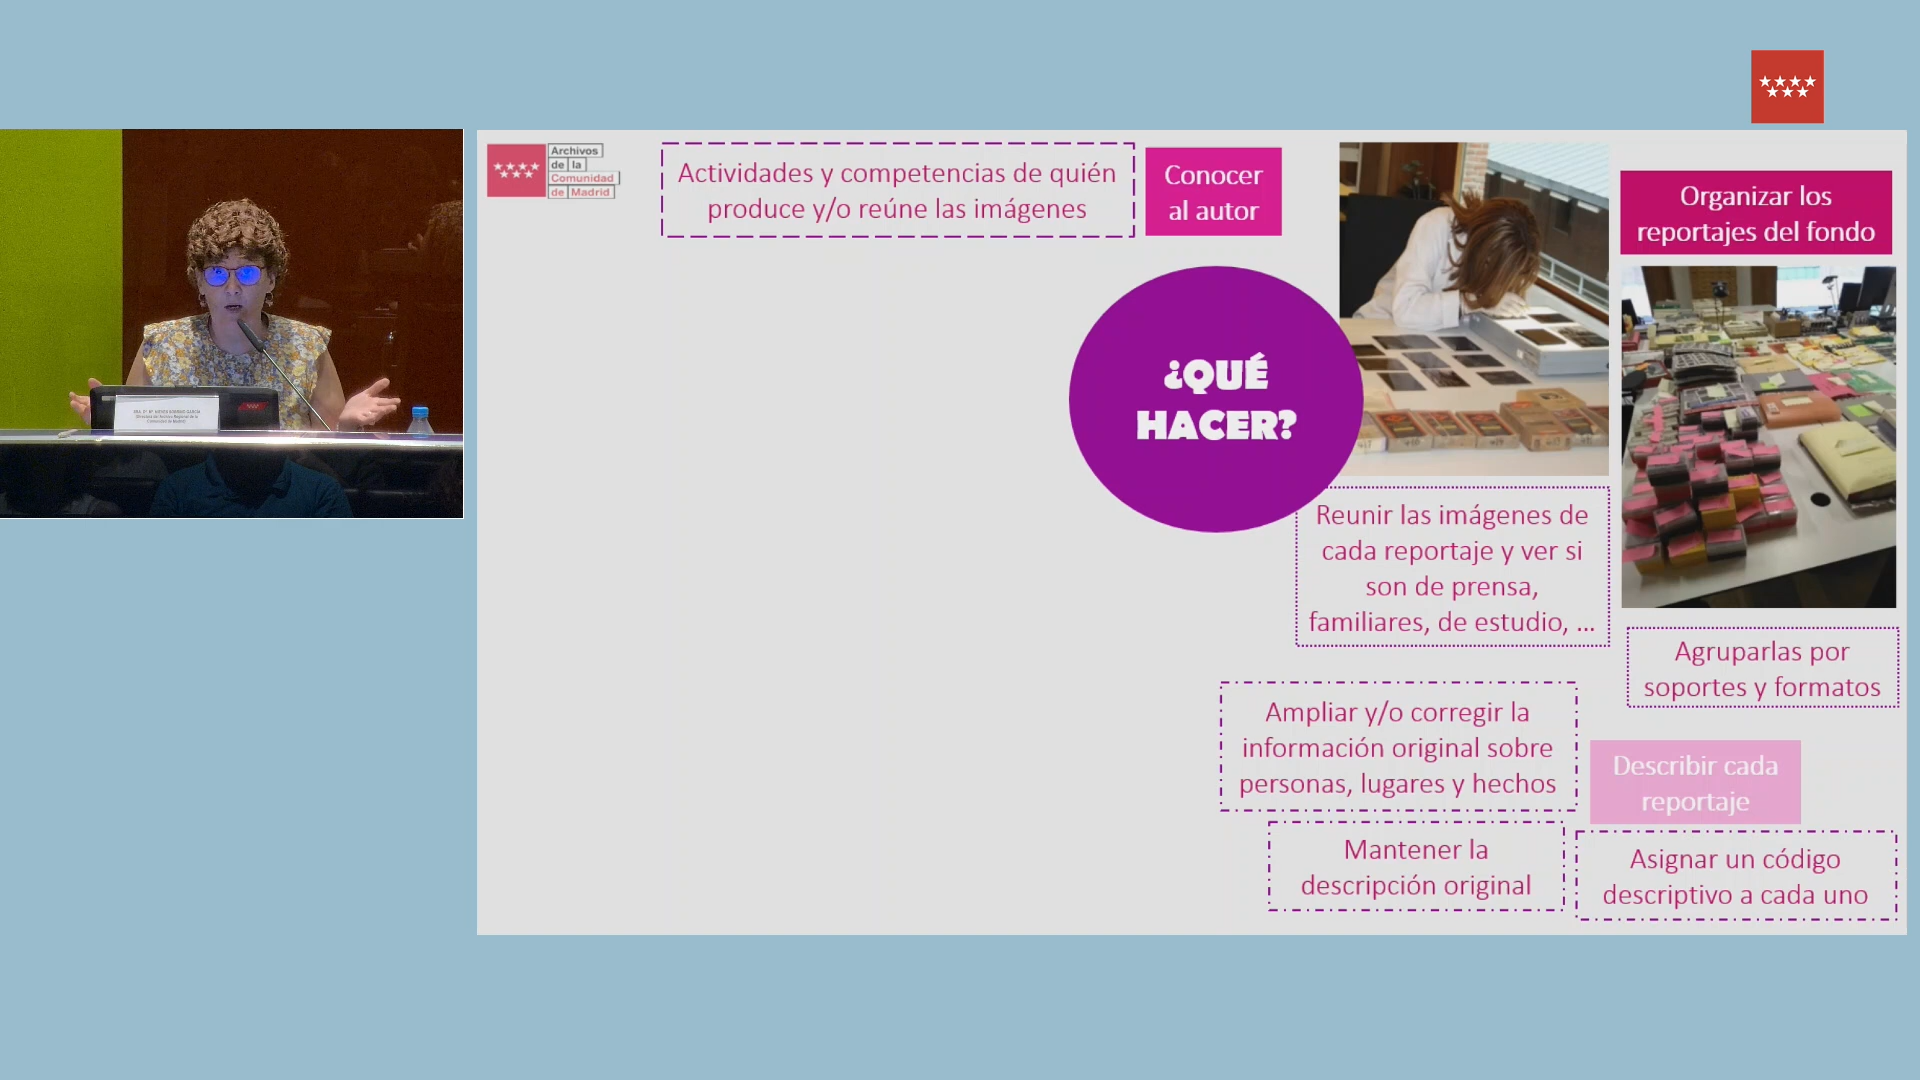 Archivos
de la
Comunidad
de Madrid
Actividades y competencias de quién
produce y/o reúne las imágenes
Conocer
al autor
¿QUÉ
HACER?
Organizar los
reportajes del fondo
Reunir las imágenes de
cada reportaje y ver si
son de prensa,
familiares, de estudio, ...
Agruparlas por
soportes y formatos
Ampliar y/o corregir la
información original sobre
personas, lugares y hechos
Describir cada
reportaje
Mantener la
descripción original
Asignar un código
descriptivo a cada uno